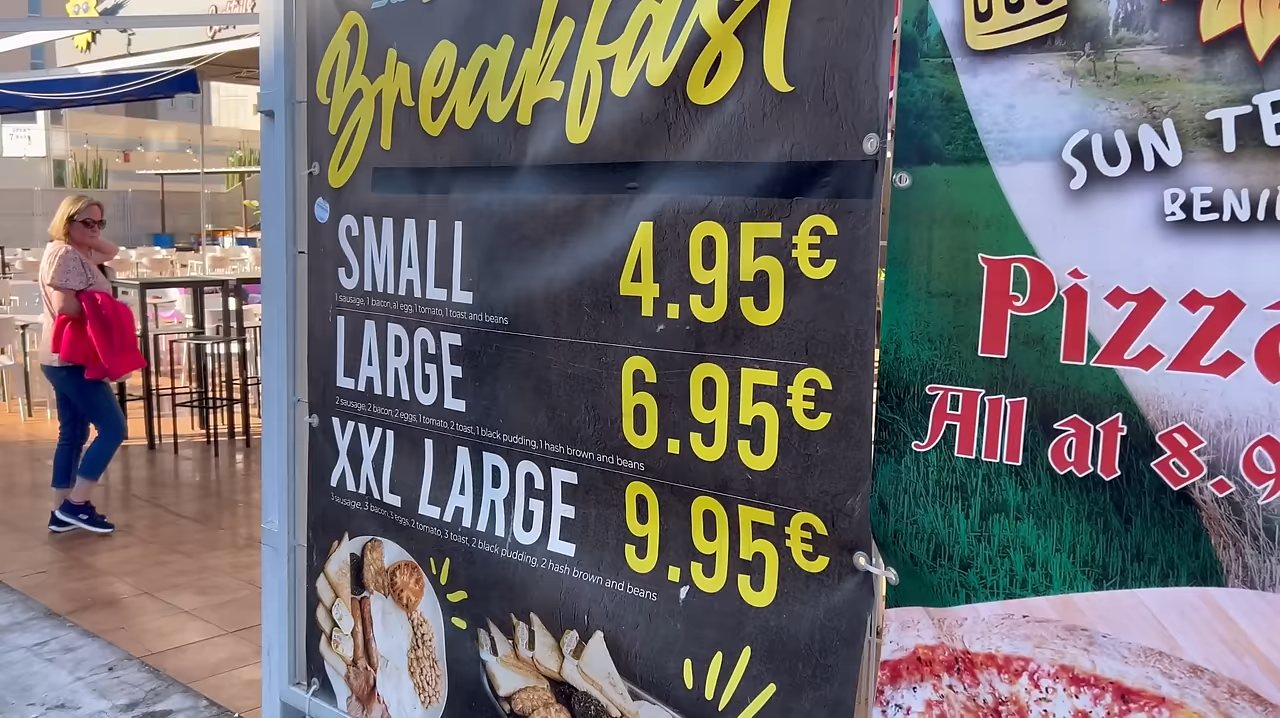 Breakfast
SMALL 4.95€
1 sausage, 1 bacon, a1 egg, 1 tomato, 1 toast and beans
LARGE 6.95€
2 sausage, 2 bacon, 2 eggs, 1 tomato, 2 toast, 1 black pudding, 1 hash brown and beans
XXL LARGE 9.95€
3 sausage, 3 bacon, 3 eggs, 2 tomato, 3 toast, 2 black pudding, 2 hash brown and beans
SUN TE
BENI
Pizza
All at 8.9